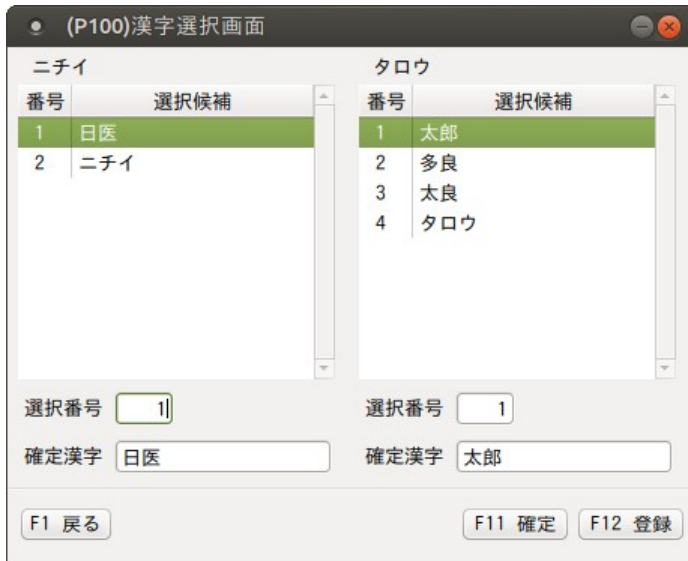 (P100)漢字選択画面
ニチイ
番号 選択候補
1 日医
2 ニチイ
選択番号 1
確定漢字 日医
タロウ
番号 選択候補
1 太郎
2 多良
3 太良
4 タロウ
選択番号 1
確定漢字 太郎
F1 戻る
F11 確定
F12 登録